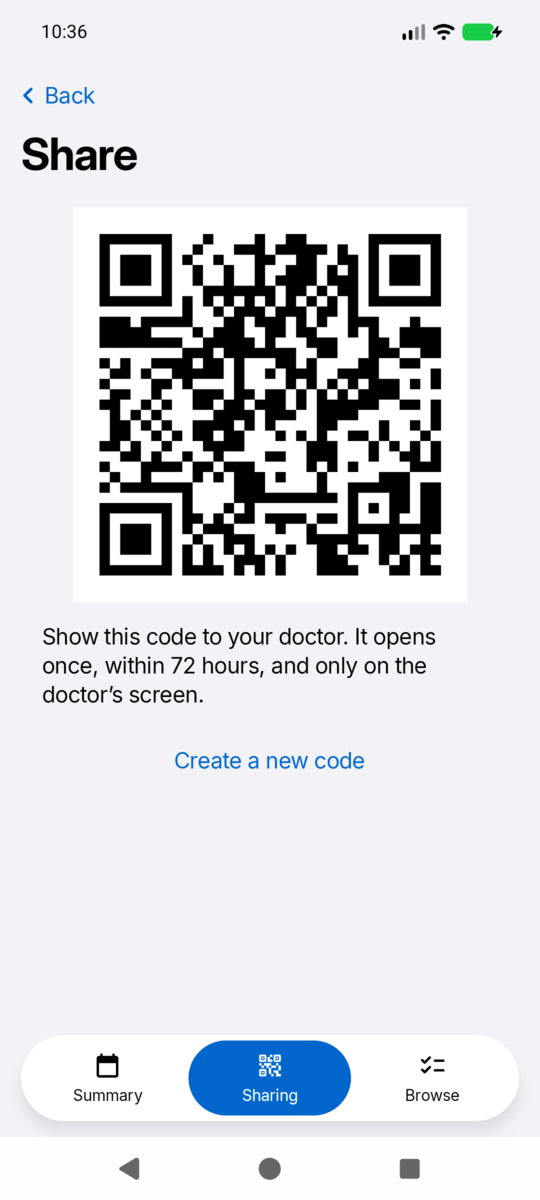 10:36
Back
Share
Show this code to your doctor. It opens
once, within 72 hours, and only on the
doctor's screen.
Create a new code
Summary
Sharing
Browse